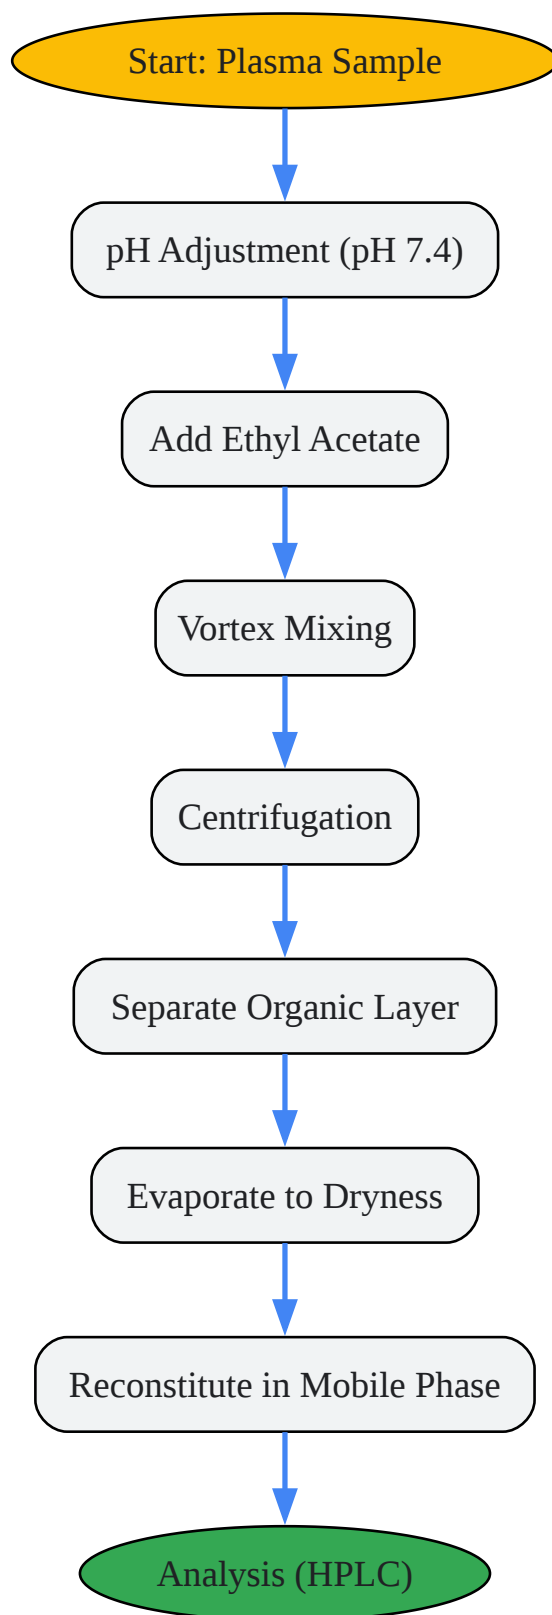 Start: Plasma Sample
pH Adjustment (pH 7.4)
Add Ethyl Acetate
Vortex Mixing
Centrifugation
Separate Organic Layer
Evaporate to Dryness
Reconstitute in Mobile Phase
Analysis (HPLC)